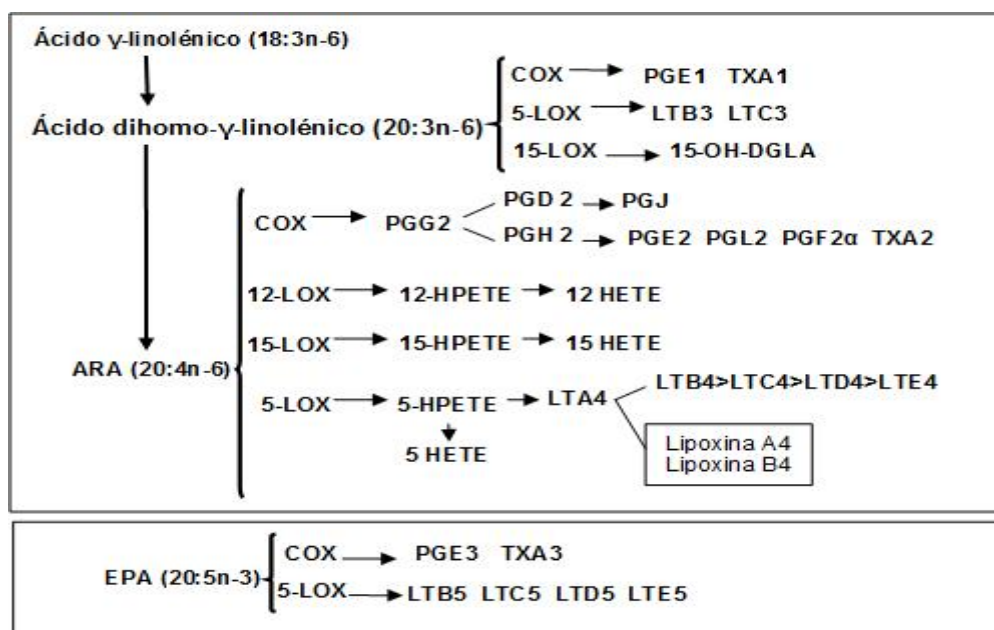 Ácido γ-linolénico (18:3n-6)
Ácido dihomo-γ-linolénico (20:3n-6)
COX PGE1 TXA1
5-LOX LTB3 LTC3
15-LOX 15-OH-DGLA
ARA (20:4n-6)
COX PGG2
PGD 2 PGJ
PGH 2 PGE2 PGL2 PGF2α TXA2
12-LOX 12-HPETE 12 HETE
15-LOX 15-HPETE 15 HETE
5-LOX 5-HPETE LTA4
5 HETE
LTB4>LTC4>LTD4>LTE4
Lipoxina A4
Lipoxina B4
EPA (20:5n-3)
COX PGE3 TXA3
5-LOX LTB5 LTC5 LTD5 LTE5